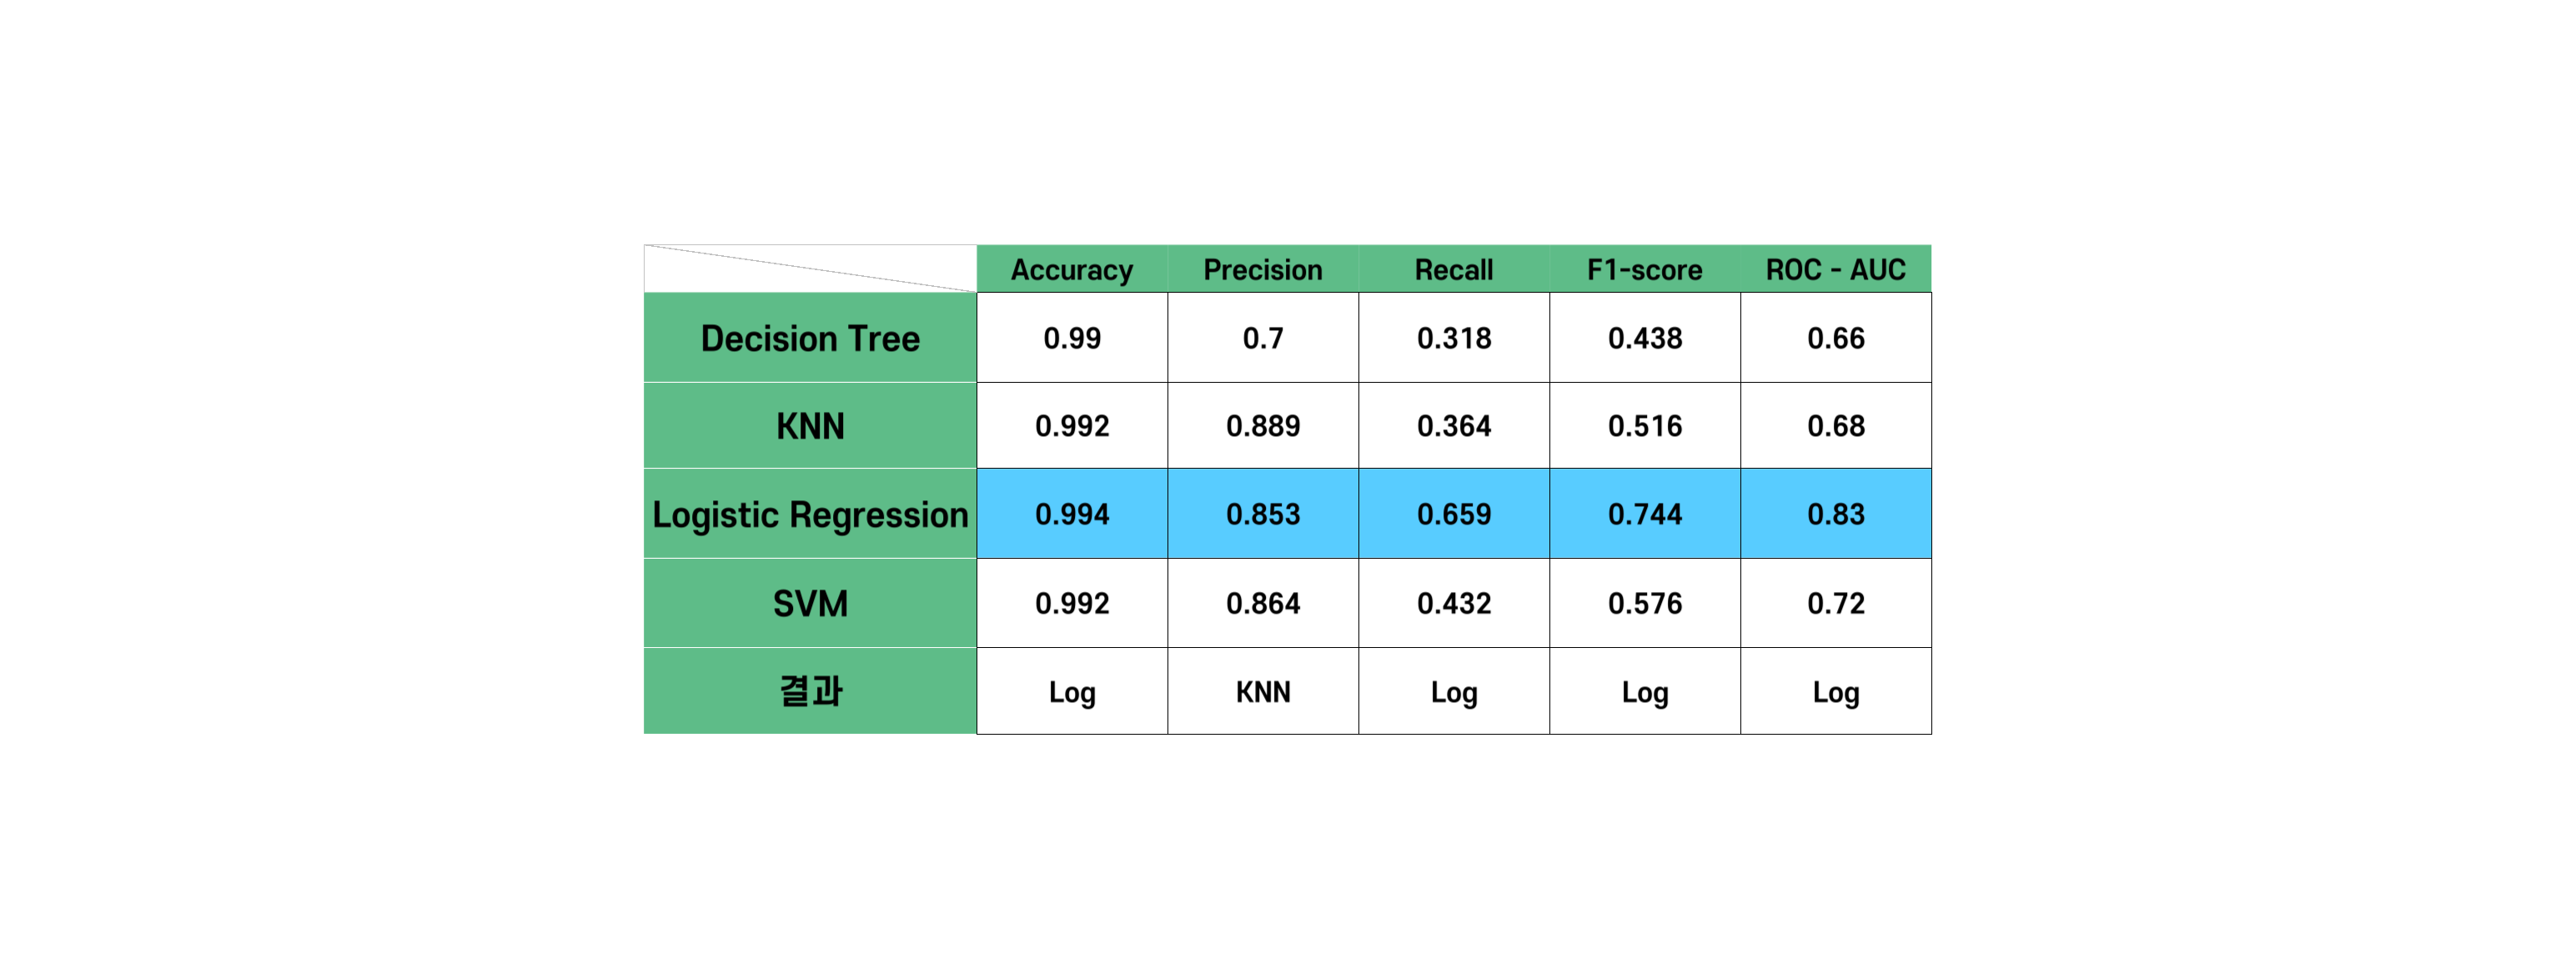 Accuracy Precision Recall F1-score ROC - AUC
Decision Tree 0.99 0.7 0.318 0.438 0.66
KNN 0.992 0.889 0.364 0.516 0.68
Logistic Regression 0.994 0.853 0.659 0.744 0.83
SVM 0.992 0.864 0.432 0.576 0.72
결과 Log KNN Log Log Log